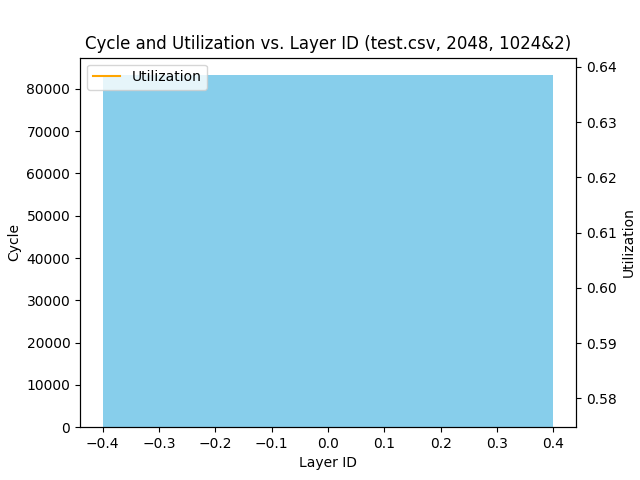 Cycle and Utilization vs. Layer ID (test.csv, 2048, 1024&2)
Utilization
80000
70000
60000
50000
40000
30000
20000
10000
0
Cycle
0.64
0.63
0.62
0.61
0.60
0.59
0.58
Utilization
−0.4 −0.3 −0.2 −0.1 0.0 0.1 0.2 0.3 0.4
Layer ID